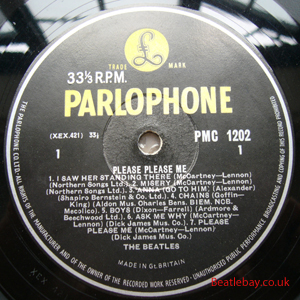 £
TRADE MARK
33⅓ R.P.M.
PARLOPHONE
(XEX.421) 33⅓
PMC 1202
1
1
PLEASE PLEASE ME
1. I SAW HER STANDING THERE (McCartney—Lennon)
(Northern Songs Ltd.) 2. MISERY (McCartney—Lennon)
(Northern Songs Ltd.) 3. ANNA (GO TO HIM) (Alexander)
(Shapiro Bernstein & Co. Ltd.) 4. CHAINS (Goffin—
King) (Aldon Mus. BIEM. NCB.
Mecolico) 5. BOYS (Dixon—Farrell) (Ardmore &
Beechwood Ltd.) 6. ASK ME WHY (McCartney—
Lennon) (Dick James Mus. Co.) 7. PLEASE
PLEASE ME (McCartney—Lennon)
(Dick James Mus. Co.)
THE BEATLES
MADE IN GT. BRITAIN
THE PARLOPHONE CO. LTD. ALL RIGHTS OF THE MANUFACTURER AND OF THE OWNER OF THE RECORDED WORK RESERVED · UNAUTHORISED PUBLIC PERFORMANCE, BROADCASTING AND COPYING OF THIS RECORD PROHIBITED
Beatlebay.co.uk